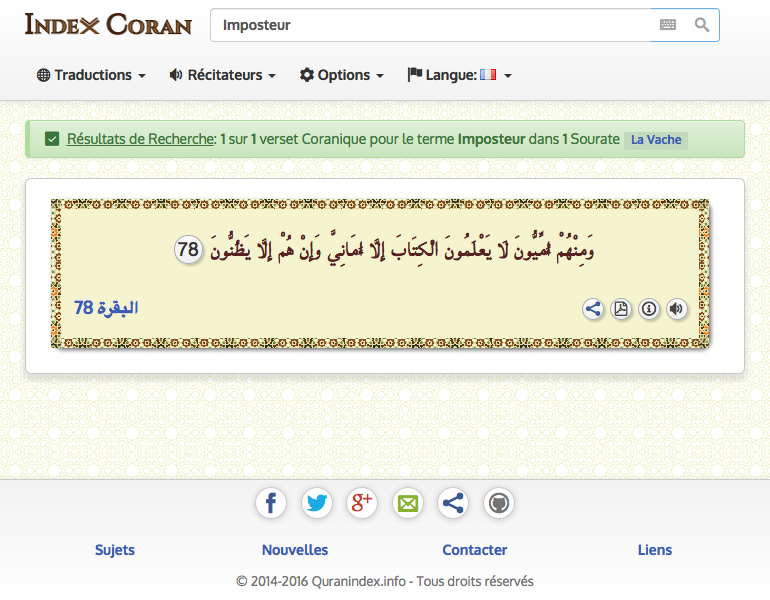 Index Coran
Imposteur
Traductions Récitateurs Options Langue:
Résultats de Recherche: 1 sur 1 verset Coranique pour le terme Imposteur dans 1 Sourate La Vache
وَمِنْهُمْ أُمِّيُّونَ لَا يَعْلَمُونَ الْكِتَابَ إِلَّا أَمَانِيَّ وَإِنْ هُمْ إِلَّا يَظُنُّونَ 78
البقرة 78
Sujets Nouvelles Contacter Liens
© 2014-2016 Quranindex.info - Tous droits réservés